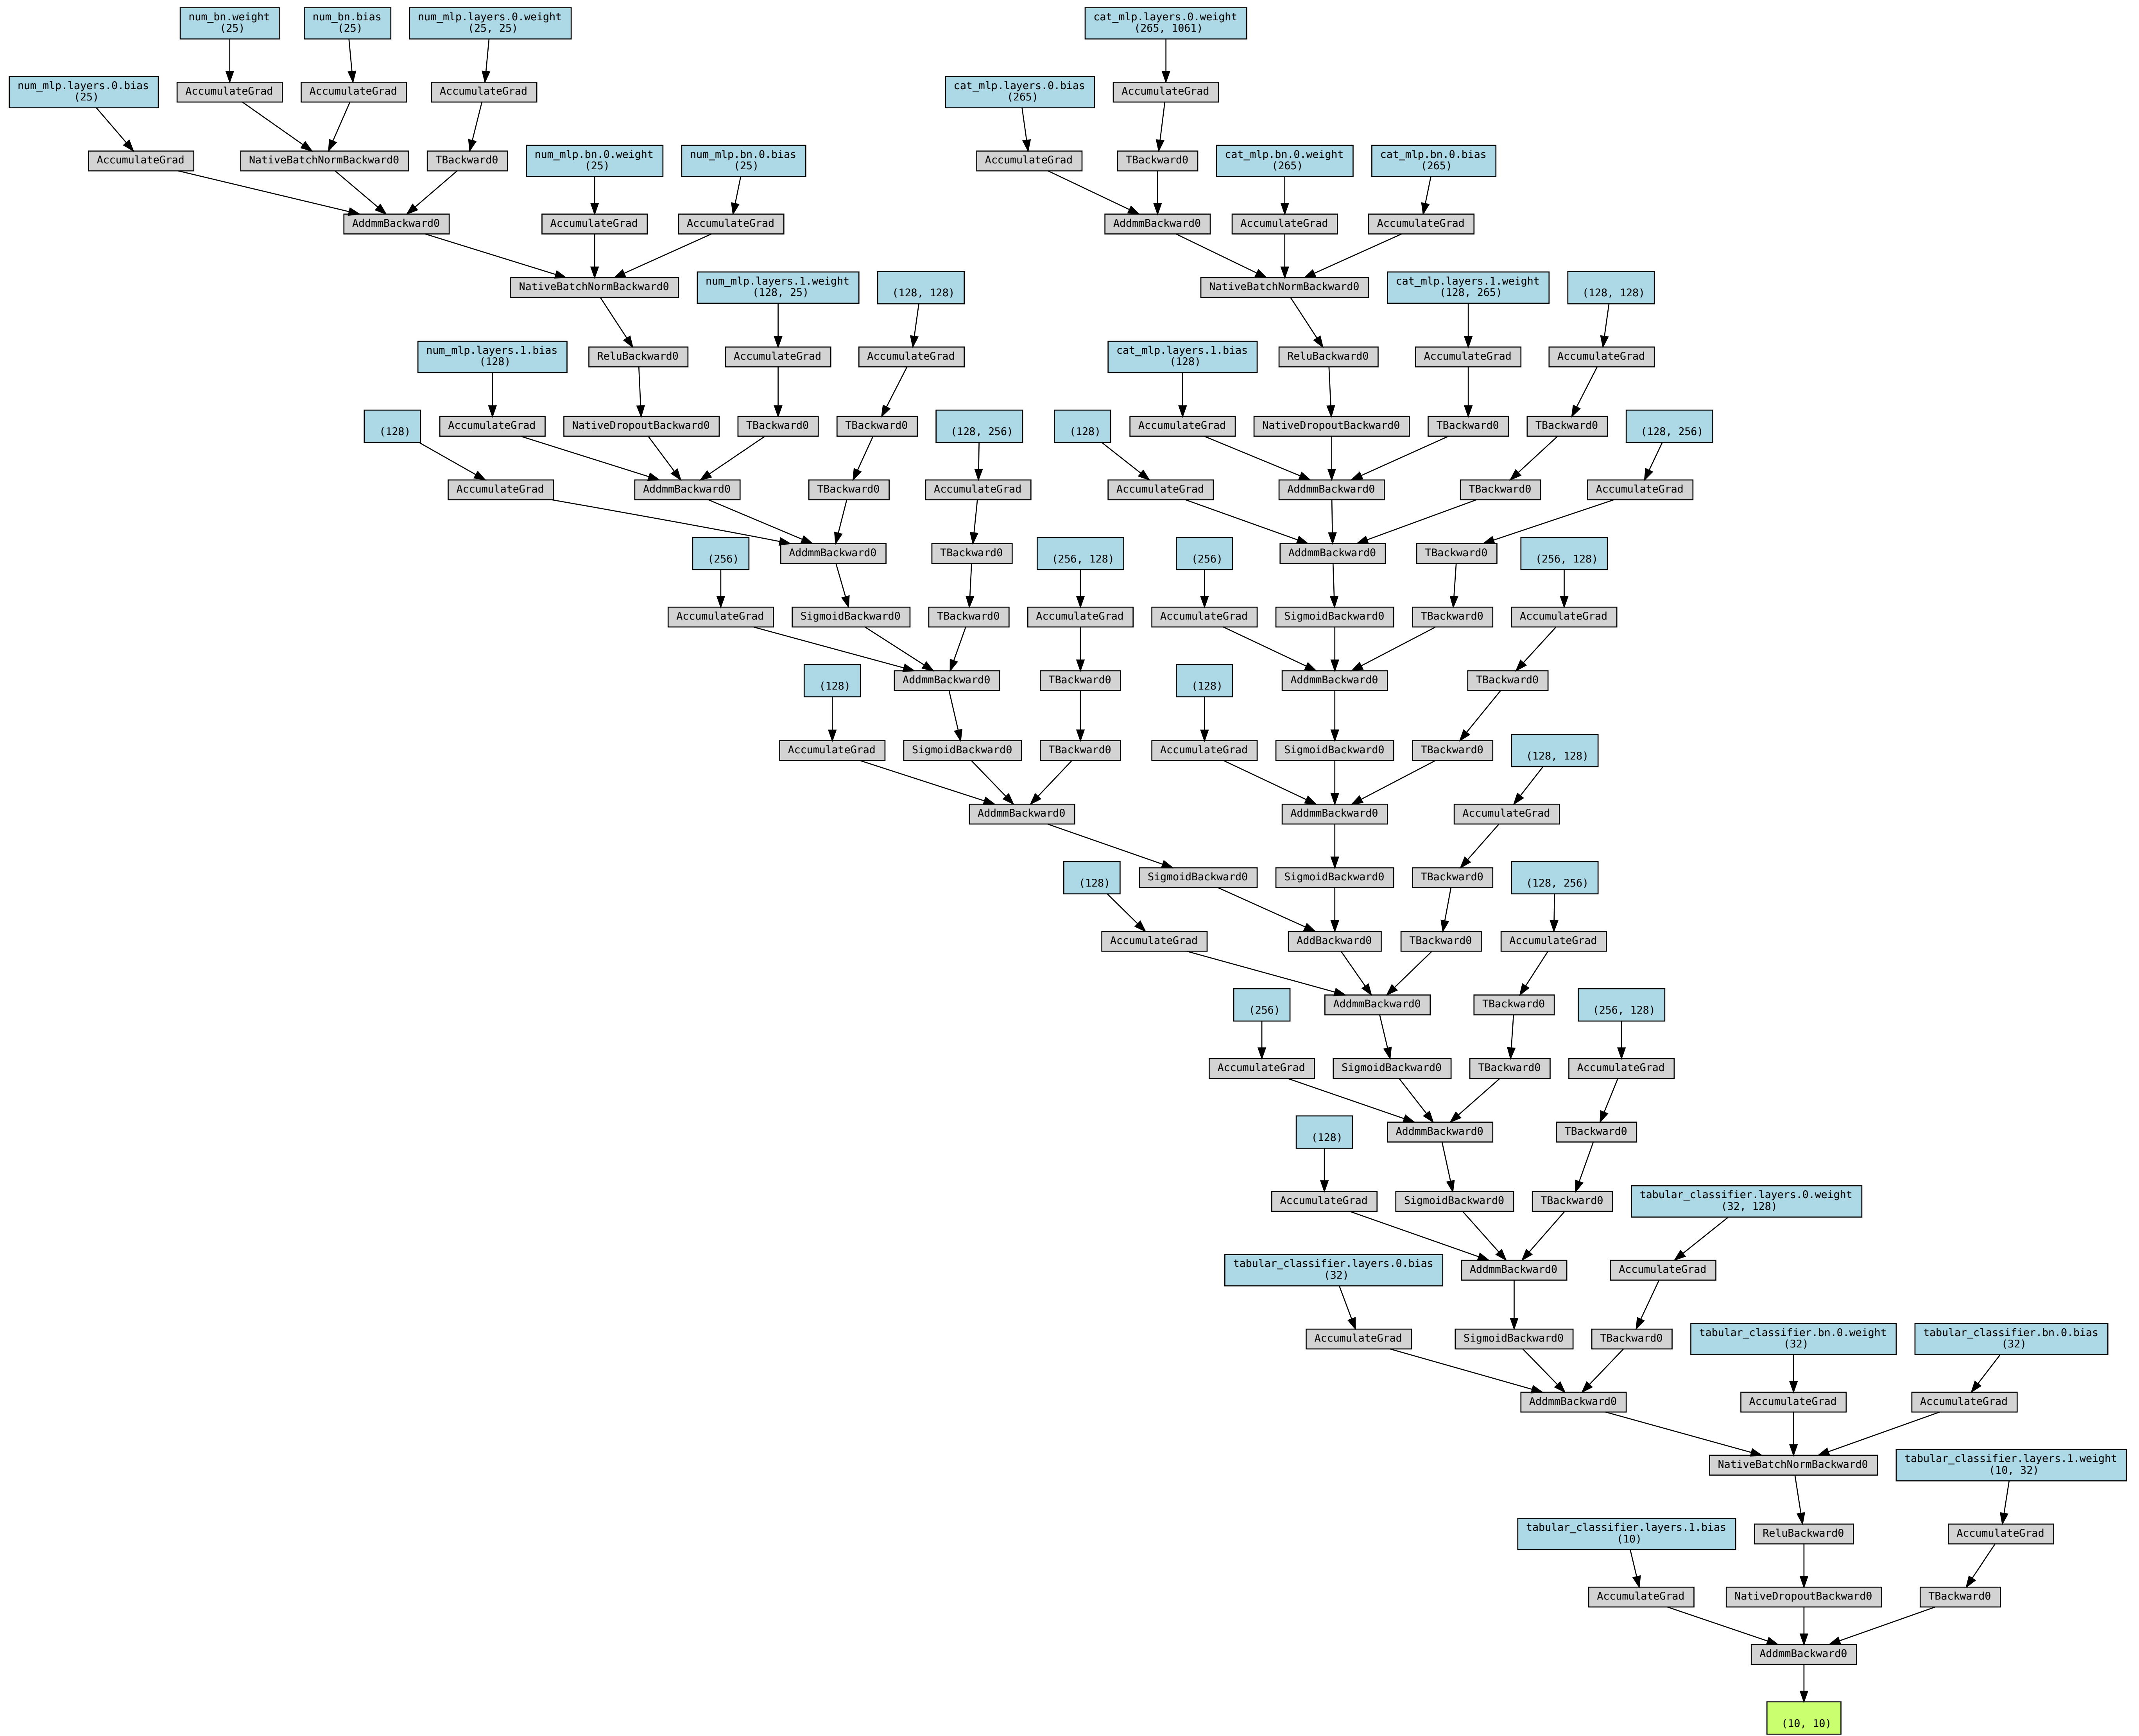 num_bn.weight
(25)
num_bn.bias
(25)
num_mlp.layers.0.weight
(25, 25)
cat_mlp.layers.0.weight
(265, 1061)
num_mlp.layers.0.bias
(25)
AccumulateGrad
AccumulateGrad
AccumulateGrad
cat_mlp.layers.0.bias
(265)
AccumulateGrad
AccumulateGrad
NativeBatchNormBackward0
TBackward0
num_mlp.bn.0.weight
(25)
num_mlp.bn.0.bias
(25)
AccumulateGrad
TBackward0
cat_mlp.bn.0.weight
(265)
cat_mlp.bn.0.bias
(265)
AddmmBackward0
AccumulateGrad
AccumulateGrad
AddmmBackward0
AccumulateGrad
AccumulateGrad
NativeBatchNormBackward0
num_mlp.layers.1.weight
(128, 25)
(128, 128)
NativeBatchNormBackward0
cat_mlp.layers.1.weight
(128, 265)
(128, 128)
num_mlp.layers.1.bias
(128)
ReluBackward0
AccumulateGrad
AccumulateGrad
cat_mlp.layers.1.bias
(128)
ReluBackward0
AccumulateGrad
AccumulateGrad
(128)
AccumulateGrad
NativeDropoutBackward0
TBackward0
TBackward0
(128, 256)
(128)
AccumulateGrad
NativeDropoutBackward0
TBackward0
TBackward0
(128, 256)
AccumulateGrad
AddmmBackward0
TBackward0
AccumulateGrad
AccumulateGrad
AddmmBackward0
TBackward0
AccumulateGrad
(256)
AddmmBackward0
TBackward0
(256, 128)
(256)
AddmmBackward0
TBackward0
(256, 128)
AccumulateGrad
SigmoidBackward0
TBackward0
AccumulateGrad
AccumulateGrad
SigmoidBackward0
TBackward0
AccumulateGrad
(128)
AddmmBackward0
TBackward0
(128)
AddmmBackward0
TBackward0
AccumulateGrad
SigmoidBackward0
TBackward0
AccumulateGrad
SigmoidBackward0
TBackward0
(128, 128)
AddmmBackward0
AddmmBackward0
AccumulateGrad
(128)
SigmoidBackward0
SigmoidBackward0
TBackward0
(128, 256)
AccumulateGrad
AddBackward0
TBackward0
AccumulateGrad
(256)
AddmmBackward0
TBackward0
(256, 128)
AccumulateGrad
SigmoidBackward0
TBackward0
AccumulateGrad
(128)
AddmmBackward0
TBackward0
AccumulateGrad
SigmoidBackward0
TBackward0
tabular_classifier.layers.0.weight
(32, 128)
tabular_classifier.layers.0.bias
(32)
AddmmBackward0
AccumulateGrad
AccumulateGrad
SigmoidBackward0
TBackward0
tabular_classifier.bn.0.weight
(32)
tabular_classifier.bn.0.bias
(32)
AddmmBackward0
AccumulateGrad
AccumulateGrad
NativeBatchNormBackward0
tabular_classifier.layers.1.weight
(10, 32)
tabular_classifier.layers.1.bias
(10)
ReluBackward0
AccumulateGrad
AccumulateGrad
NativeDropoutBackward0
TBackward0
AddmmBackward0
(10, 10)